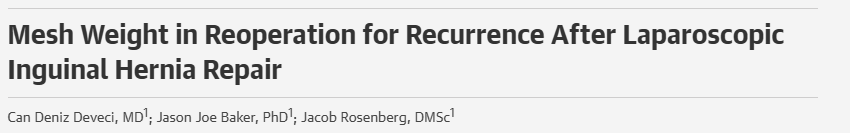 Mesh Weight in Reoperation for Recurrence After Laparoscopic
Inguinal Hernia Repair
Can Deniz Deveci, MD1; Jason Joe Baker, PhD1; Jacob Rosenberg, DMSc1